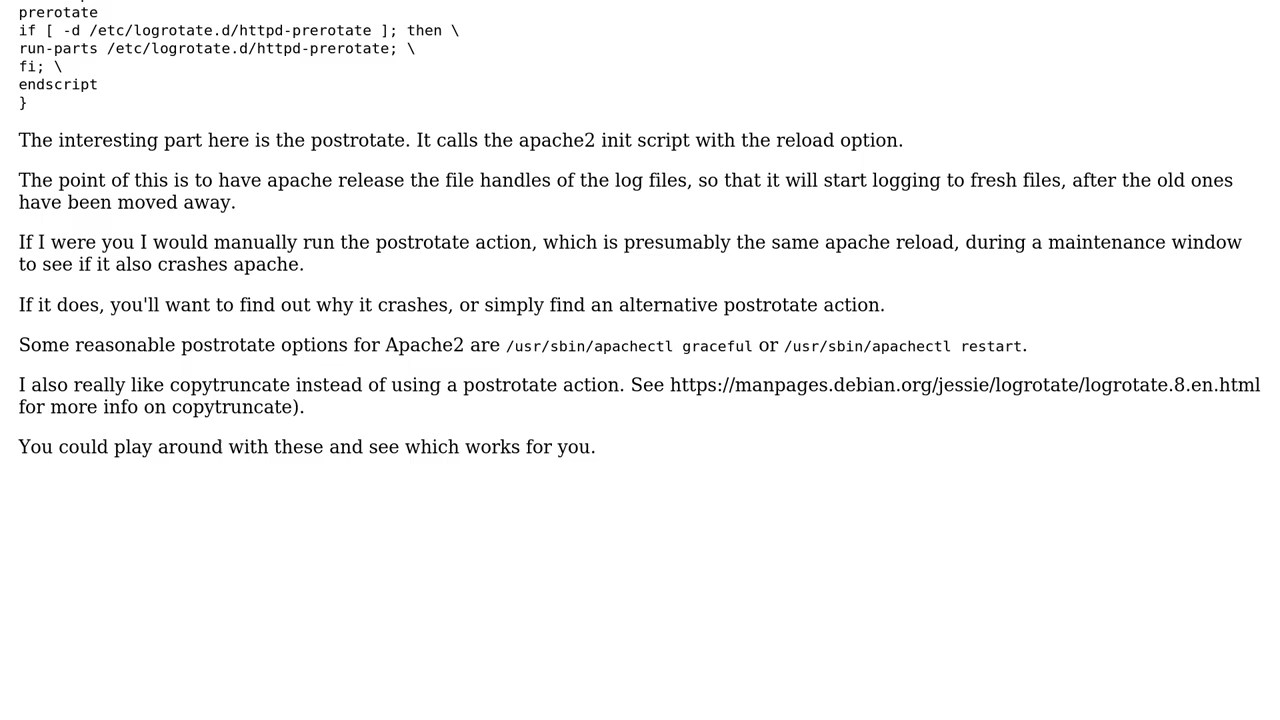 prerotate
if [ -d /etc/logrotate.d/httpd-prerotate ]; then \
run-parts /etc/logrotate.d/httpd-prerotate; \
fi; \
endscript
}
The interesting part here is the postrotate. It calls the apache2 init script with the reload option.
The point of this is to have apache release the file handles of the log files, so that it will start logging to fresh files, after the old ones
have been moved away.
If I were you I would manually run the postrotate action, which is presumably the same apache reload, during a maintenance window
to see if it also crashes apache.
If it does, you'll want to find out why it crashes, or simply find an alternative postrotate action.
Some reasonable postrotate options for Apache2 are /usr/sbin/apachectl graceful or /usr/sbin/apachectl restart.
I also really like copytruncate instead of using a postrotate action. See https://manpages.debian.org/jessie/logrotate/logrotate.8.en.html
for more info on copytruncate).
You could play around with these and see which works for you.